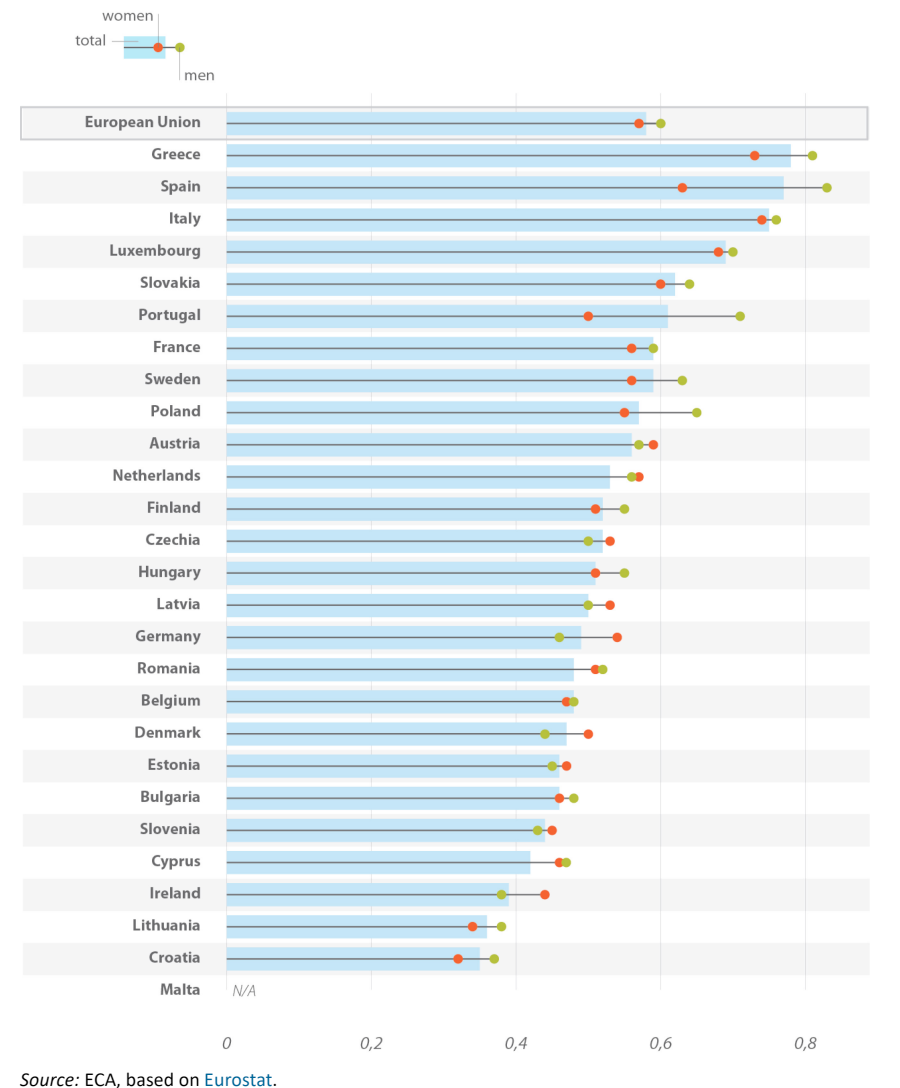 women
total
men
European Union
Greece
Spain
Italy
Luxembourg
Slovakia
Portugal
France
Sweden
Poland
Austria
Netherlands
Finland
Czechia
Hungary
Latvia
Germany
Romania
Belgium
Denmark
Estonia
Bulgaria
Slovenia
Cyprus
Ireland
Lithuania
Croatia
Malta N/A
0 0,2 0,4 0,6 0,8
Source: ECA, based on Eurostat.